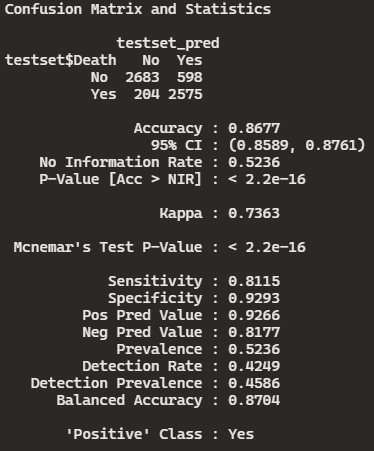 Confusion Matrix and Statistics
testset_pred
testset$Death No Yes
No 2683 598
Yes 204 2575
Accuracy : 0.8677
95% CI : (0.8589, 0.8761)
No Information Rate : 0.5236
P-Value [Acc > NIR] : < 2.2e-16
Kappa : 0.7363
Mcnemar's Test P-Value : < 2.2e-16
Sensitivity : 0.8115
Specificity : 0.9293
Pos Pred Value : 0.9266
Neg Pred Value : 0.8177
Prevalence : 0.5236
Detection Rate : 0.4249
Detection Prevalence : 0.4586
Balanced Accuracy : 0.8704
'Positive' Class : Yes